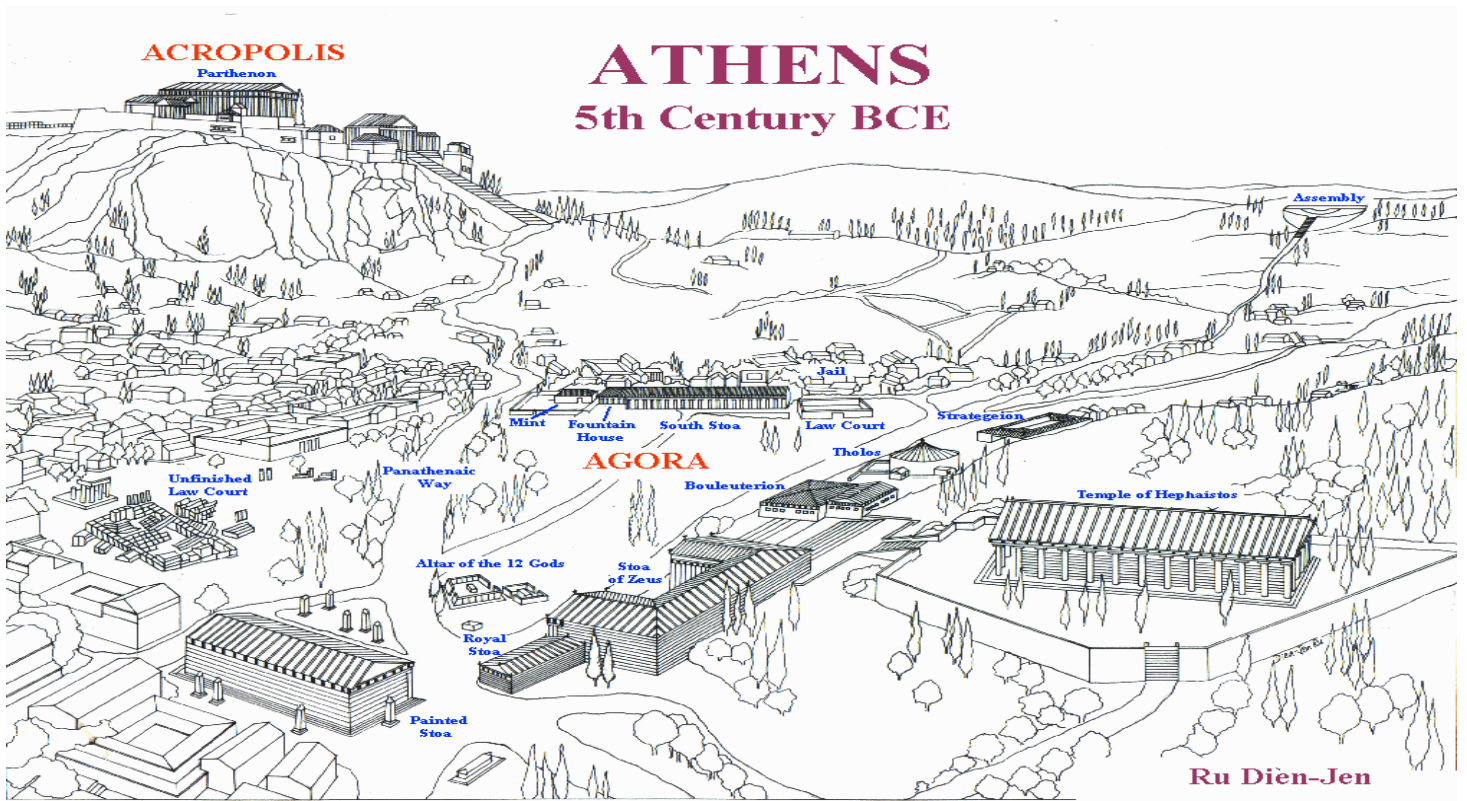 ATHENS
5th Century BCE
ACROPOLIS
Parthenon
Assembly
Jail
Mint
Fountain
House
South Stoa
Law Court
Strategeion
AGORA
Tholos
Unfinished
Law Court
Panathenaic
Way
Bouleuterion
Temple of Hephaistos
Altar of the 12 Gods
Stoa
of Zeus
Royal
Stoa
Painted
Stoa
Ru Dièn-Jen